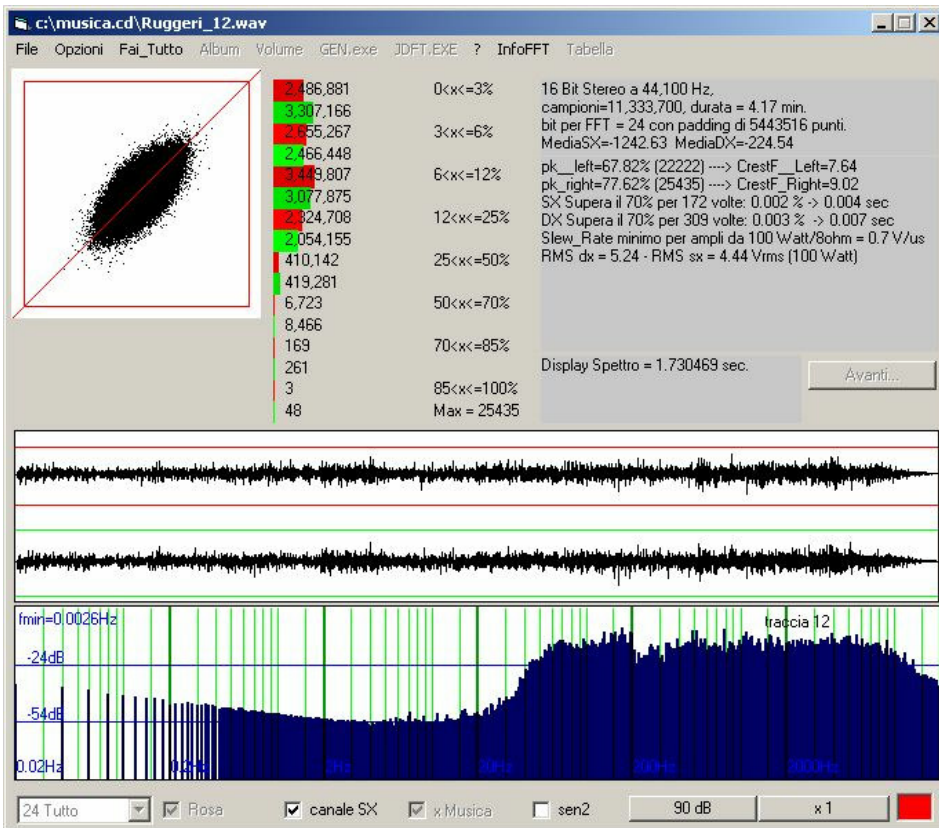 c:\musica.cd\Ruggeri_12.wav
File Opzioni Fai_Tutto Album Volume GEN.exe JDFT.EXE ? InfoFFT Tabella
2,486,881 0<x<=3%
3,307,166
2,655,267 3<x<=6%
2,466,448
3,449,807 6<x<=12%
3,077,875
2,324,708 12<x<=25%
2,054,155
410,142 25<x<=50%
419,281
6,723 50<x<=70%
8,466
169 70<x<=85%
261
3 85<x<=100%
48 Max = 25435
16 Bit Stereo a 44,100 Hz,
campioni=11,333,700, durata = 4.17 min.
bit per FFT = 24 con padding di 5443516 punti.
MediaSX=-1242.63 MediaDX=-224.54
pk__left=67.82% (22222) ----> CrestF__Left=7.64
pk_right=77.62% (25435) ----> CrestF_Right=9.02
SX Supera il 70% per 172 volte: 0.002 % -> 0.004 sec
DX Supera il 70% per 309 volte: 0.003 % -> 0.007 sec
Slew_Rate minimo per ampli da 100 Watt/8ohm = 0.7 V/us
RMS dx = 5.24 - RMS sx = 4.44 Vrms (100 Watt)
Display Spettro = 1.730469 sec.
Avanti...
fmin=0.0026Hz
traccia 12
-24dB
-54dB
0.02Hz 0.2Hz 2Hz 20Hz 200Hz 2000Hz
24 Tutto Rosa canale SX x Musica sen2 90 dB x 1